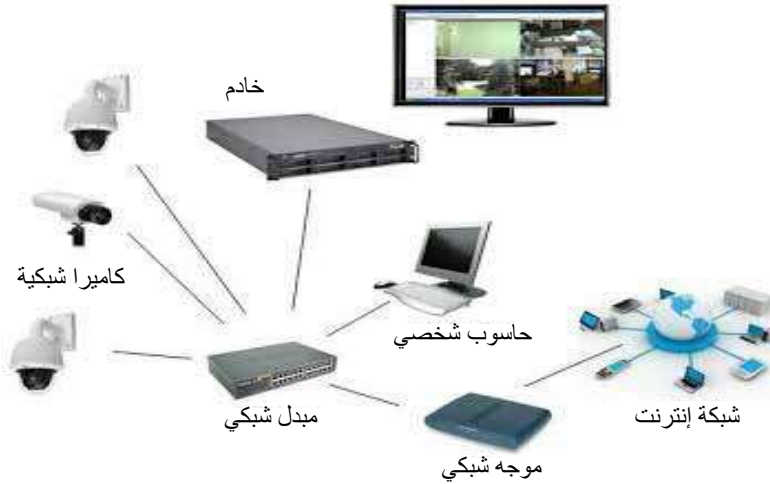 خادم
كاميرا شبكية
حاسوب شخصي
مبدل شبكي
شبكة إنترنت
موجه شبكي